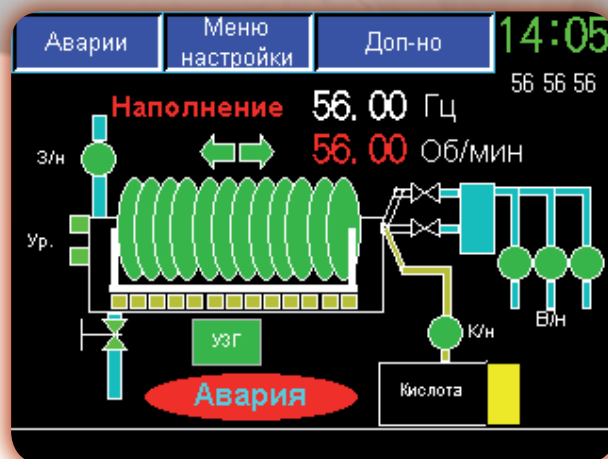 Аварии
Меню
настройки
Доп-но
14:05
56 56 56
Наполнение 56.00 Гц
56.00 Об/мин
З/н
Ур.
В/н
К/н
УЗГ
Авария
Кислота